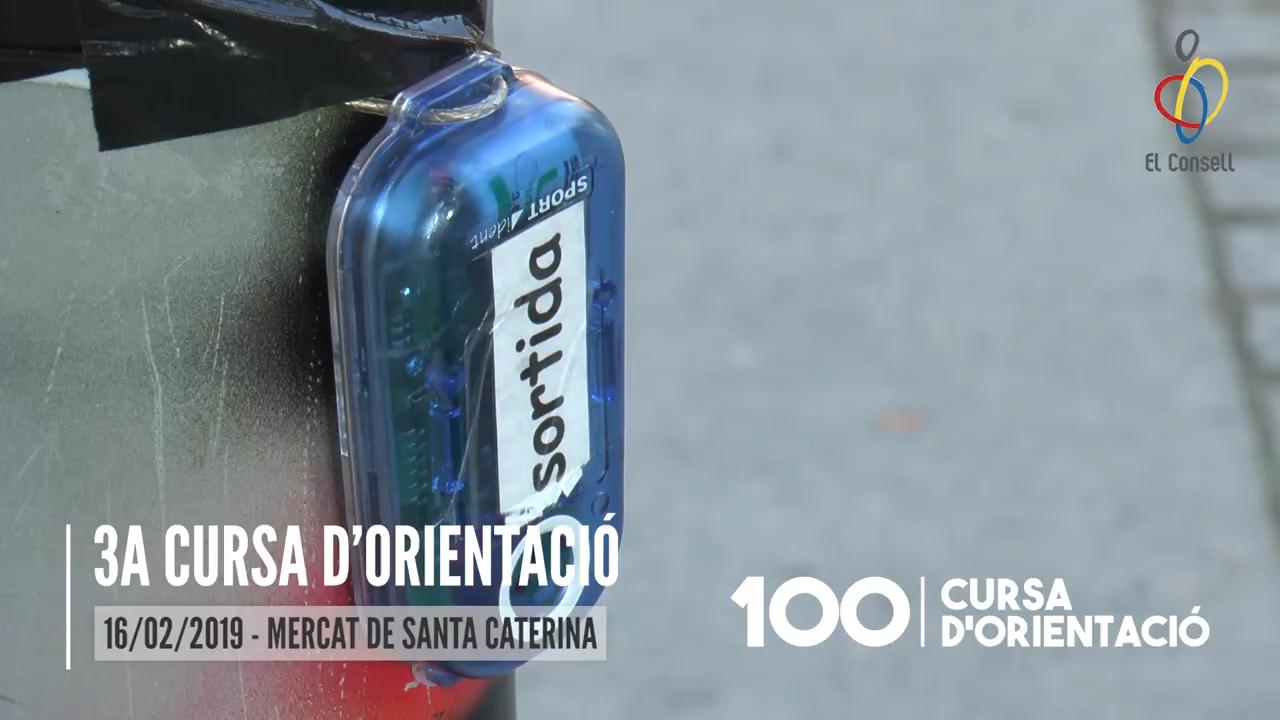 El Consell
SPORT ident
sortida
3A CURSA D'ORIENTACIÓ
16/02/2019 - MERCAT DE SANTA CATERINA
100 CURSA
D'ORIENTACIÓ